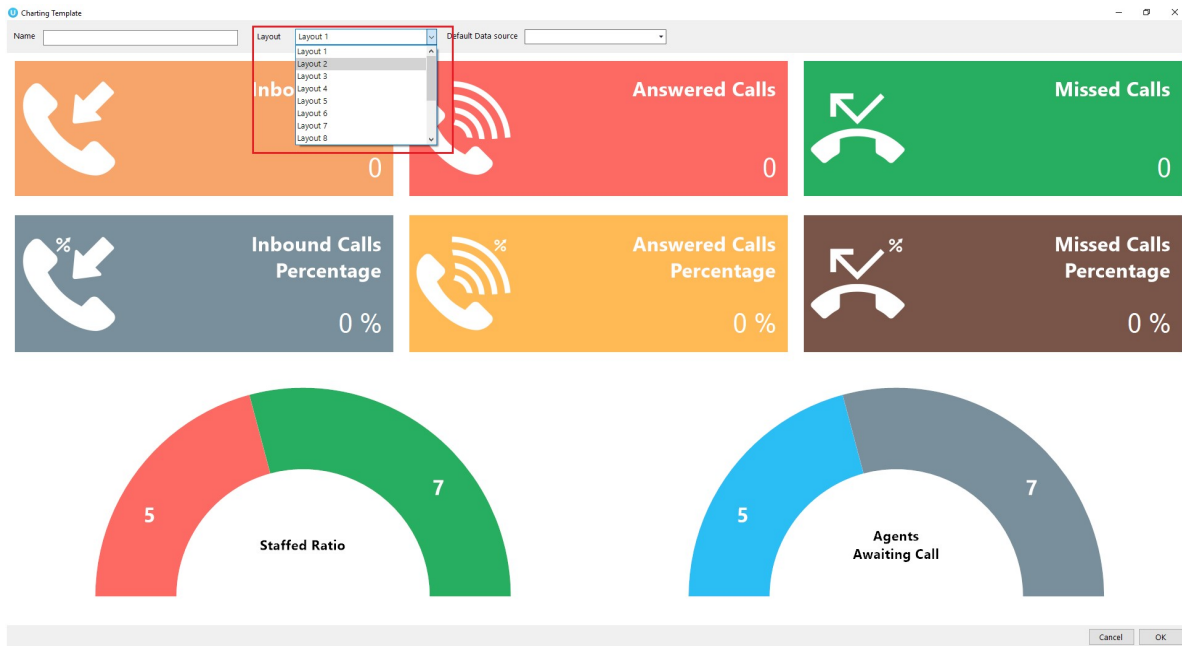 Charting Template
Name
Layout
Layout 1
Default Data source
Layout 1
Layout 2
Layout 3
Layout 4
Layout 5
Layout 6
Layout 7
Layout 8
Inbo
0
Answered Calls
0
Missed Calls
0
%
Inbound Calls
Percentage
0 %
%
Answered Calls
Percentage
0 %
%
Missed Calls
Percentage
0 %
5
7
Staffed Ratio
5
7
Agents
Awaiting Call
Cancel
OK